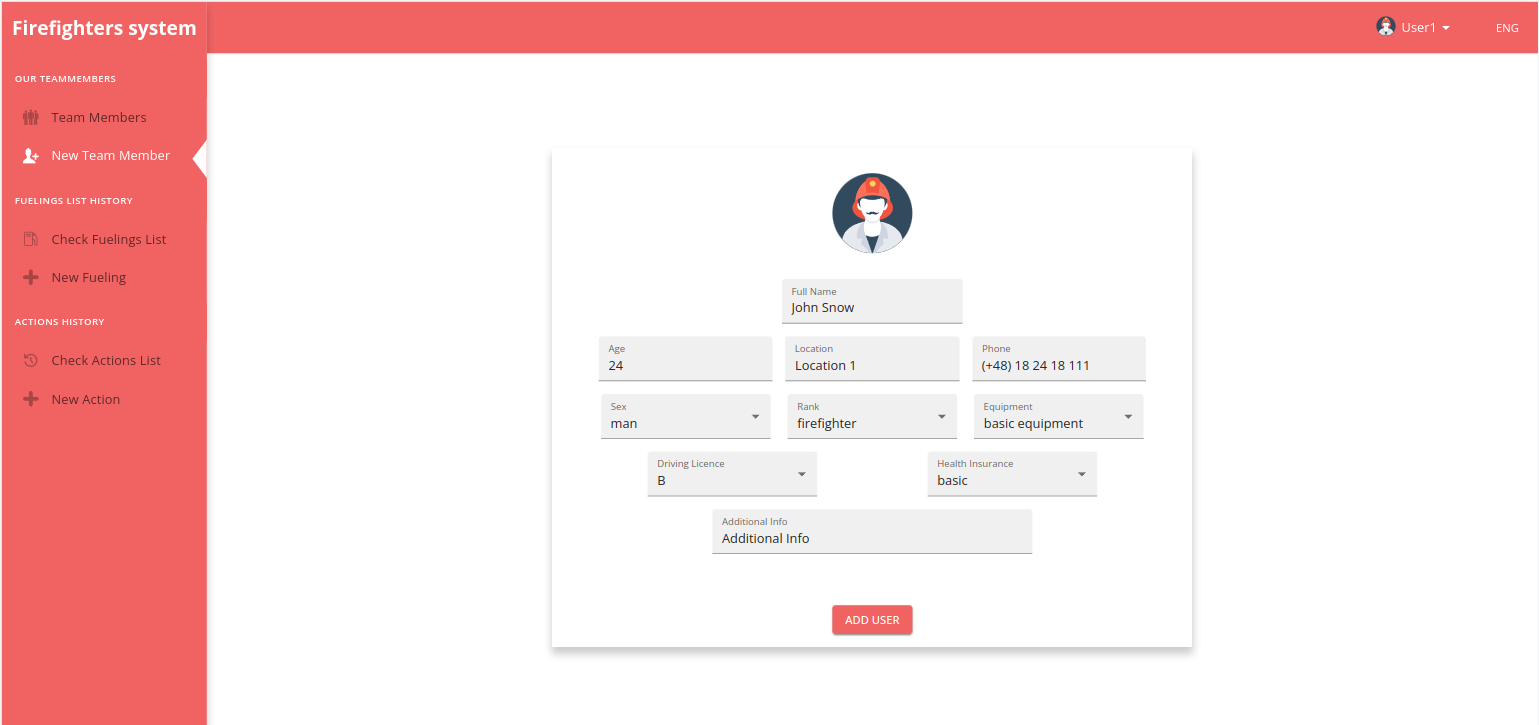 Firefighters system
User1
ENG
OUR TEAMMEMBERS
Team Members
New Team Member
FUELINGS LIST HISTORY
Check Fuelings List
New Fueling
ACTIONS HISTORY
Check Actions List
New Action
Full Name
John Snow
Age
24
Location
Location 1
Phone
(+48) 18 24 18 111
Sex
man
Rank
firefighter
Equipment
basic equipment
Driving Licence
B
Health Insurance
basic
Additional Info
Additional Info
ADD USER